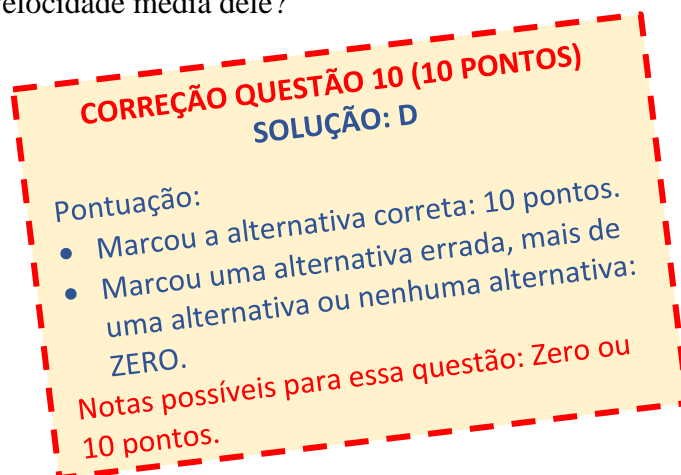 velocidade média dele?
CORREÇÃO QUESTÃO 10 (10 PONTOS)
SOLUÇÃO: D
Pontuação:
• Marcou a alternativa correta: 10 pontos.
• Marcou uma alternativa errada, mais de
uma alternativa ou nenhuma alternativa:
ZERO.
Notas possíveis para essa questão: Zero ou
10 pontos.